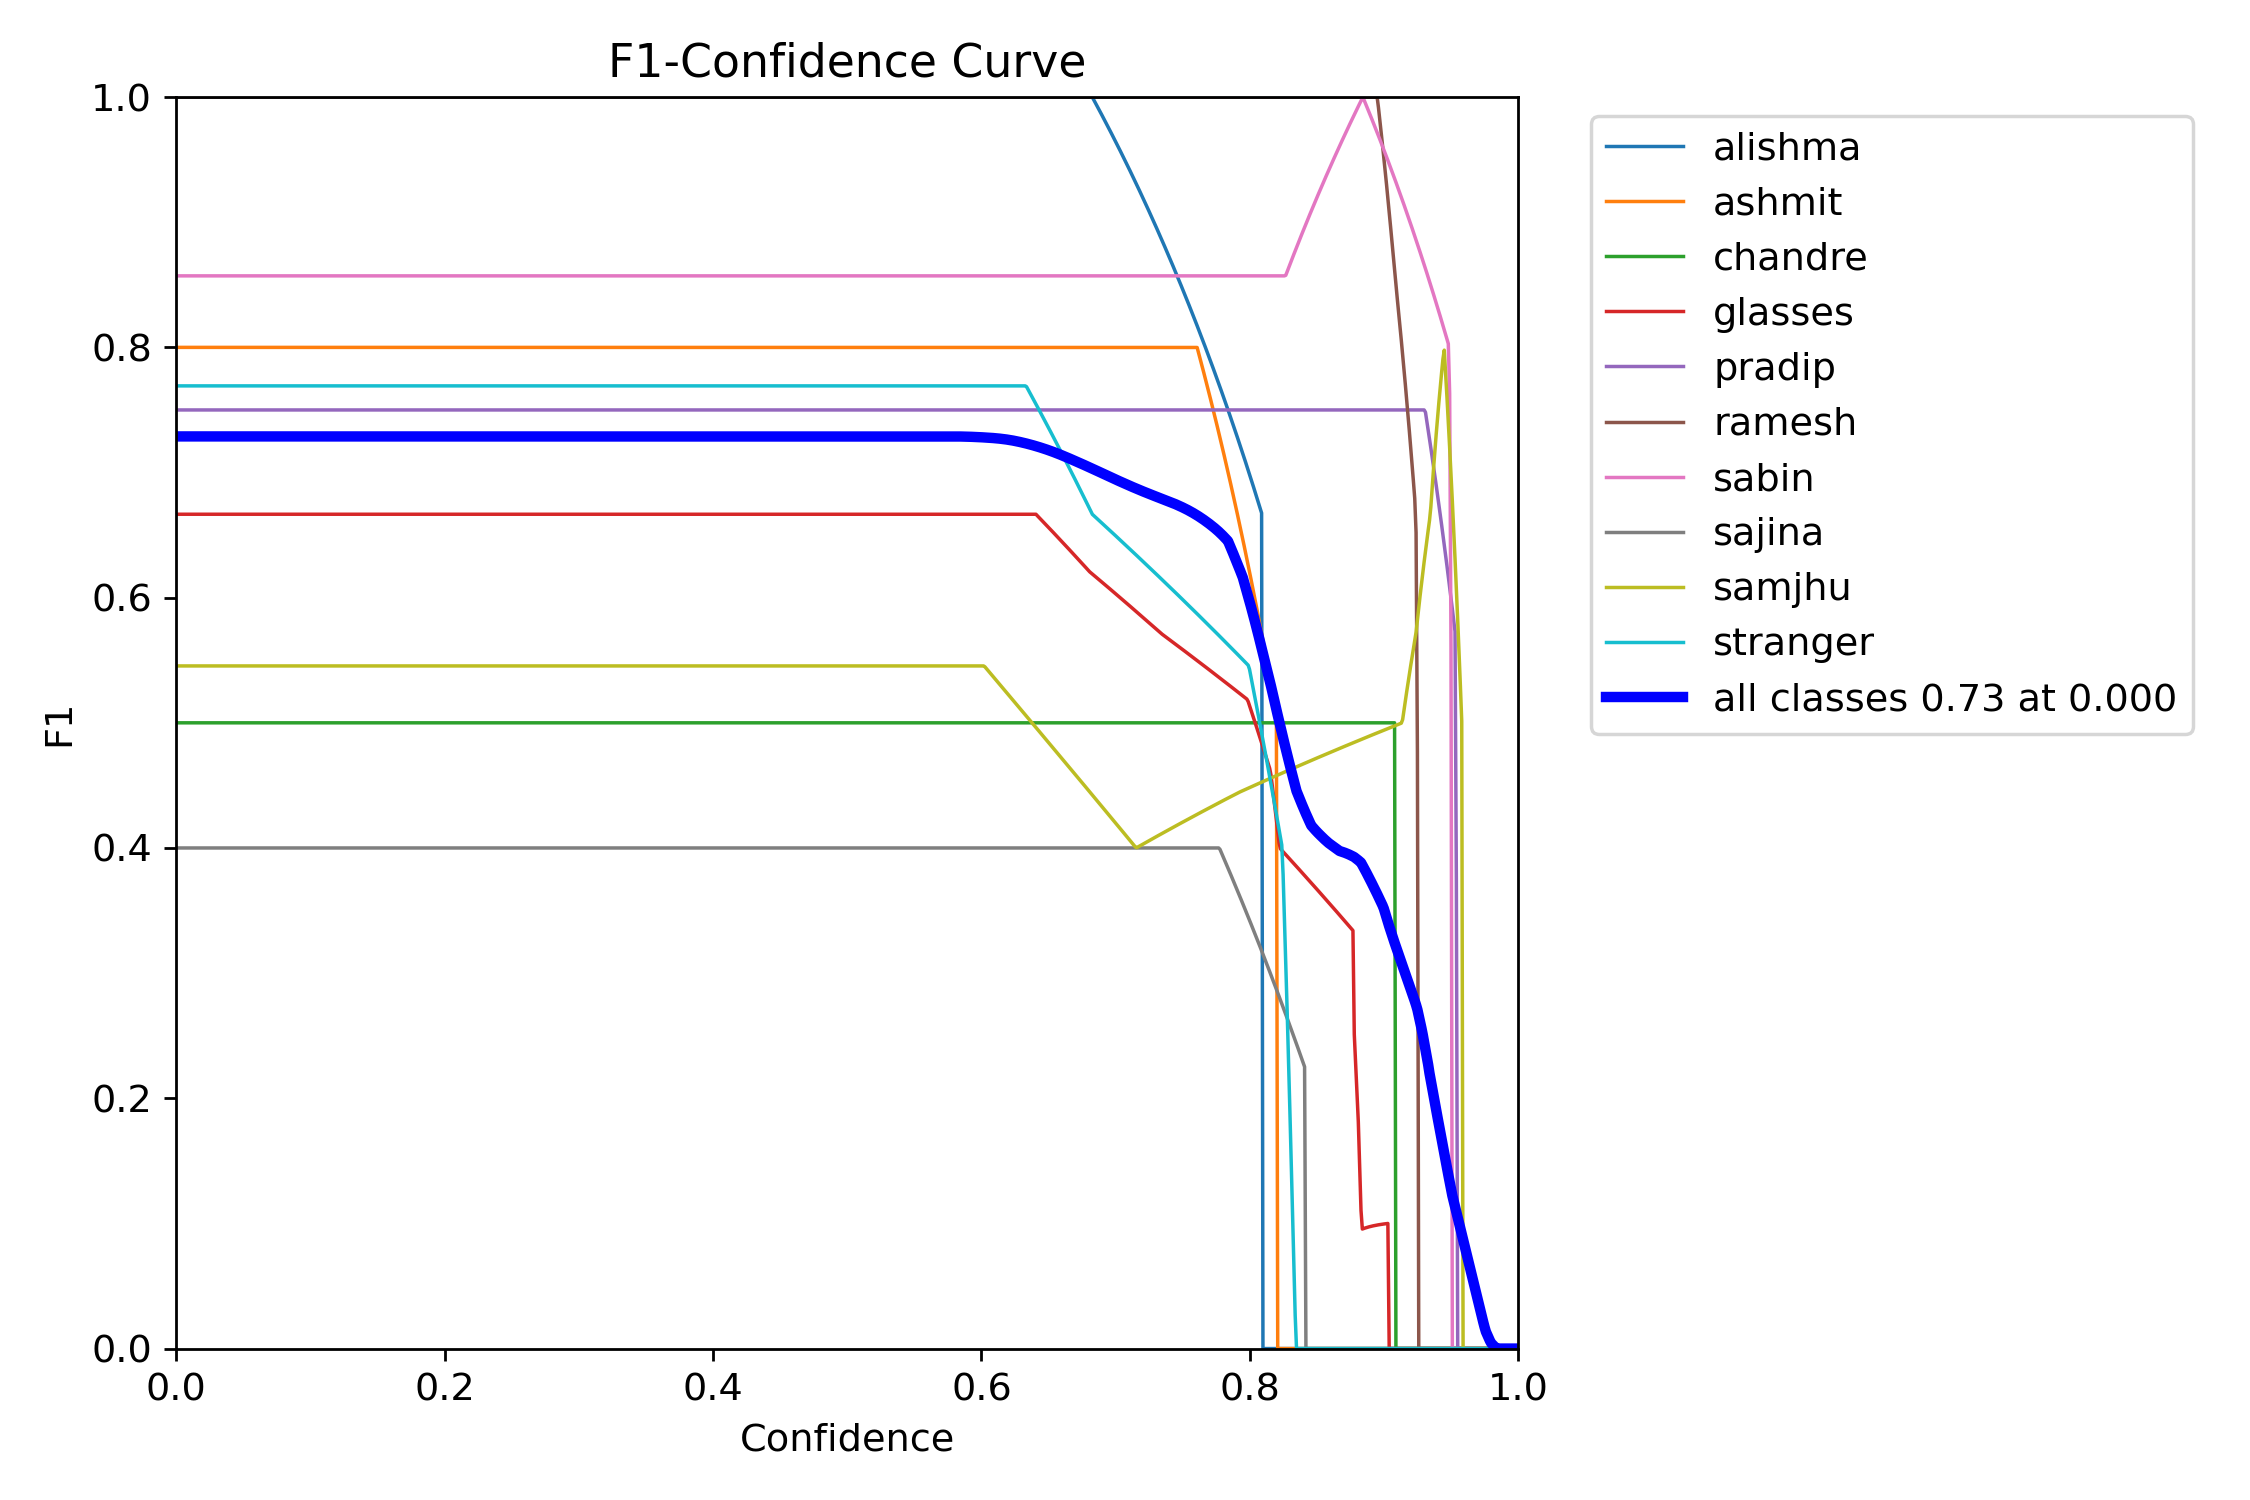 F1-Confidence Curve
1.0
0.8
0.6
0.4
0.2
0.0
F1
0.0 0.2 0.4 0.6 0.8 1.0
Confidence
alishma
ashmit
chandre
glasses
pradip
ramesh
sabin
sajina
samjhu
stranger
all classes 0.73 at 0.000